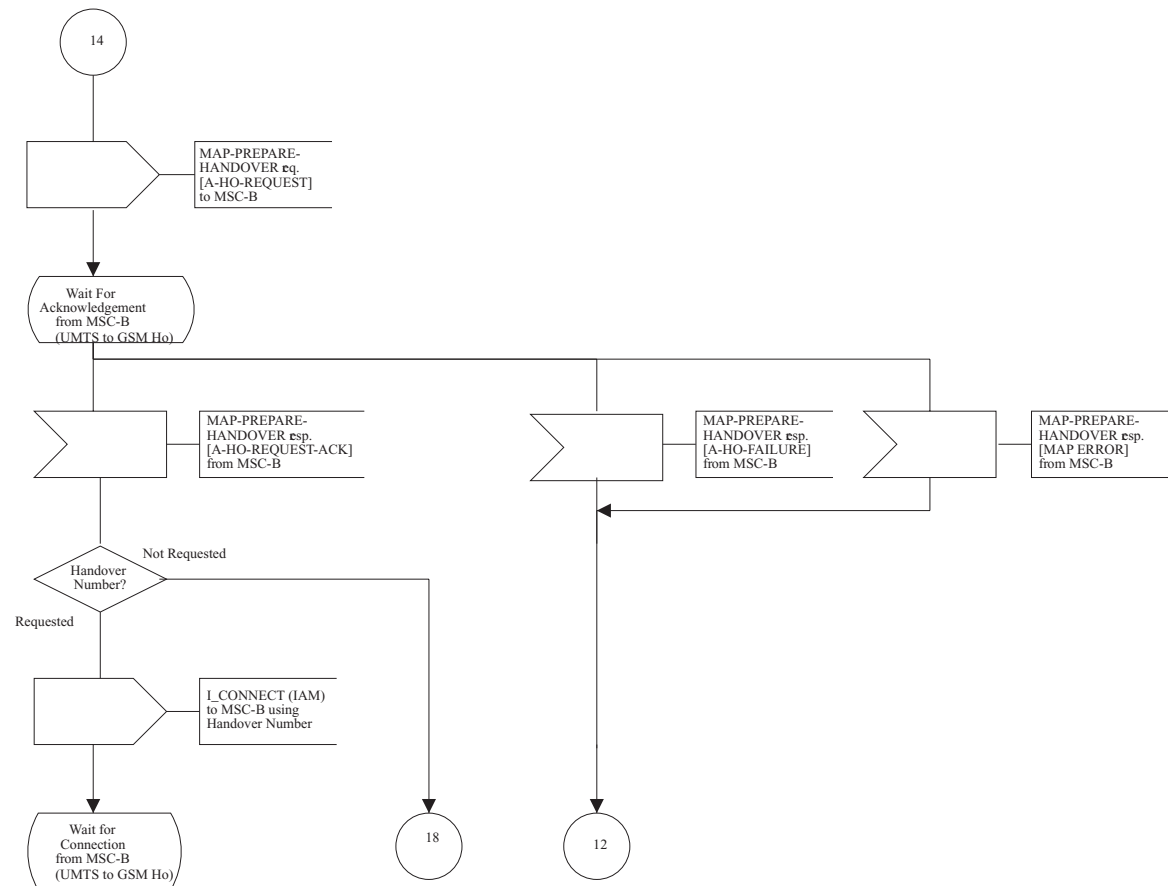 14
MAP-PREPARE-
HANDOVER req.
[A-HO-REQUEST]
to MSC-B
Wait For
Acknowledgement
from MSC-B
(UMTS to GSM Ho)
MAP-PREPARE-
HANDOVER resp.
[A-HO-REQUEST-ACK]
from MSC-B
MAP-PREPARE-
HANDOVER resp.
[A-HO-FAILURE]
from MSC-B
MAP-PREPARE-
HANDOVER resp.
[MAP ERROR]
from MSC-B
Handover
Number?
Not Requested
Requested
I_CONNECT (IAM)
to MSC-B using
Handover Number
Wait for
Connection
from MSC-B
(UMTS to GSM Ho)
18
12